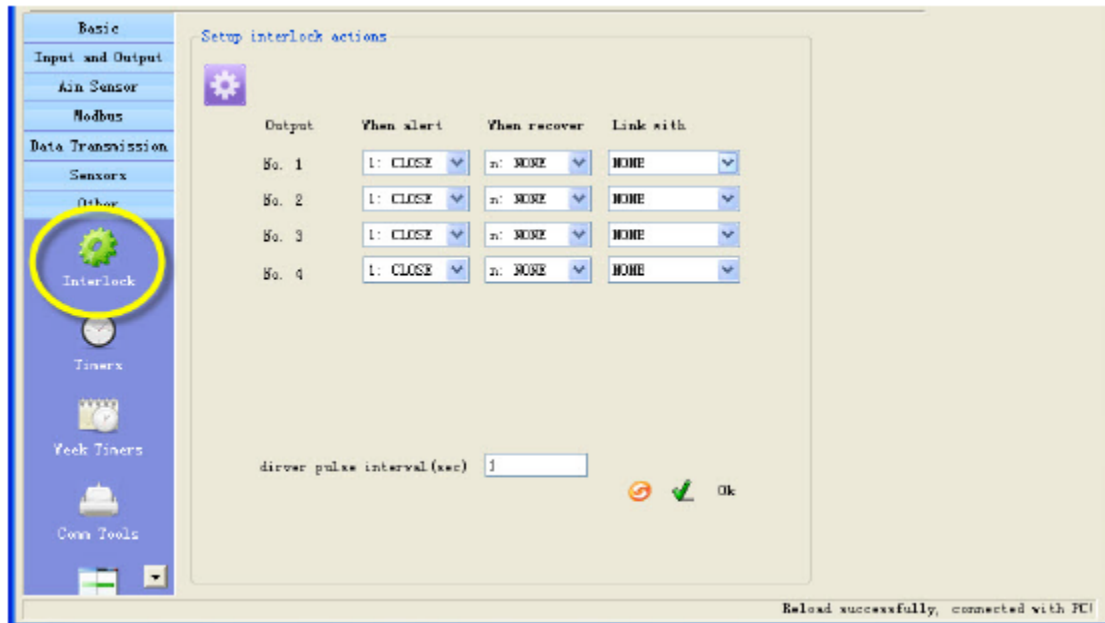 Basic
Input and Output
Ain Sensor
Modbus
Data Transmission
Sensorx
Other
Interlock
Timerx
Week Timers
Conn Tools
Setup interlock actions
Output When alert When recover Link with
No. 1 1: CLOSE n: NONE NONE
No. 2 1: CLOSE n: NONE NONE
No. 3 1: CLOSE n: NONE NONE
No. 4 1: CLOSE n: NONE NONE
dirver pulse interval(sec) 1
Ok
Reload successfully, connected with PC!